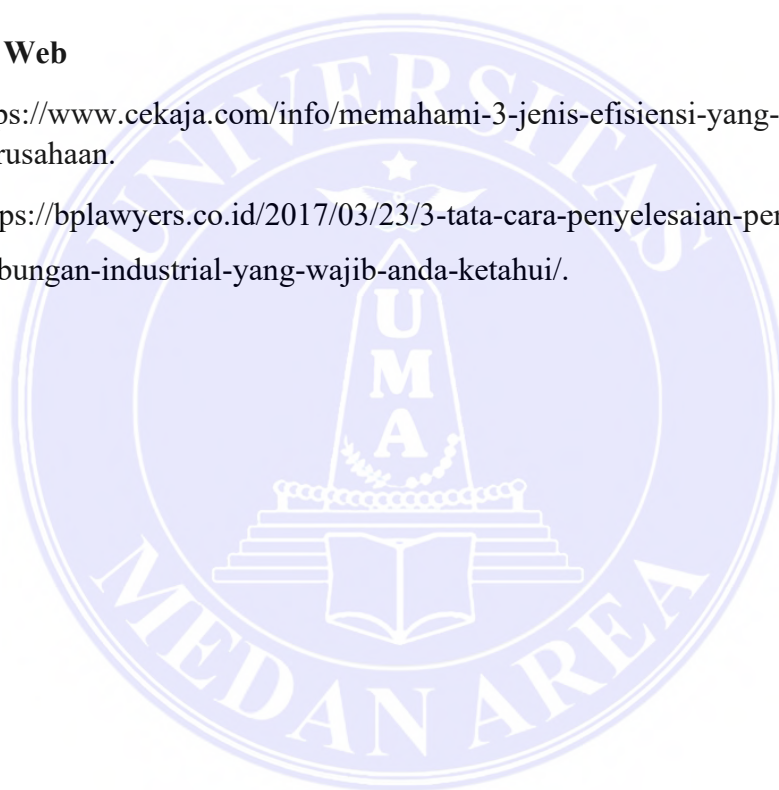 Web
ps://www.cekaja.com/info/memahami-3-jenis-efisiensi-yang-
rusahaan.
ps://bplawyers.co.id/2017/03/23/3-tata-cara-penyelesaian-per
bungan-industrial-yang-wajib-anda-ketahui/.
UNIVERSITAS
UMA
MEDAN AREA